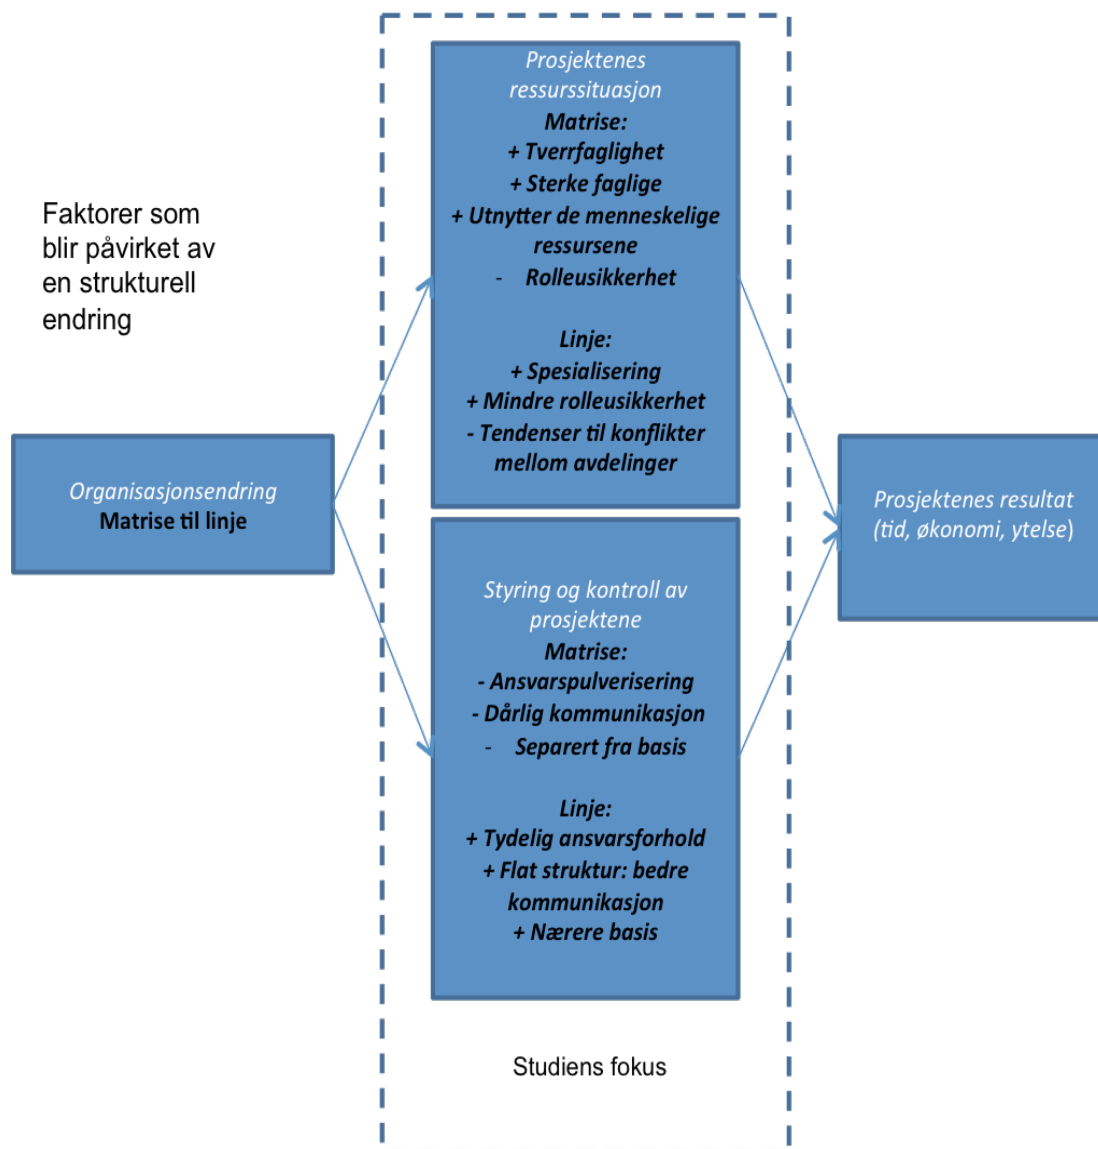 Faktorer som
blir påvirket av
en strukturell
endring
Organisasjonsendring
Matrise til linje
Prosjektenes
ressurssituasjon
Matrise:
+ Tverrfaglighet
+ Sterke faglige
+ Utnytter de menneskelige
ressursene
- Rolleusikkerhet
Linje:
+ Spesialisering
+ Mindre rolleusikkerhet
- Tendenser til konflikter
mellom avdelinger
Styring og kontroll av
prosjektene
Matrise:
- Ansvarspulverisering
- Dårlig kommunikasjon
- Separert fra basis
Linje:
+ Tydelig ansvarsforhold
+ Flat struktur: bedre
kommunikasjon
+ Nærere basis
Prosjektenes resultat
(tid, økonomi, ytelse)
Studiens fokus